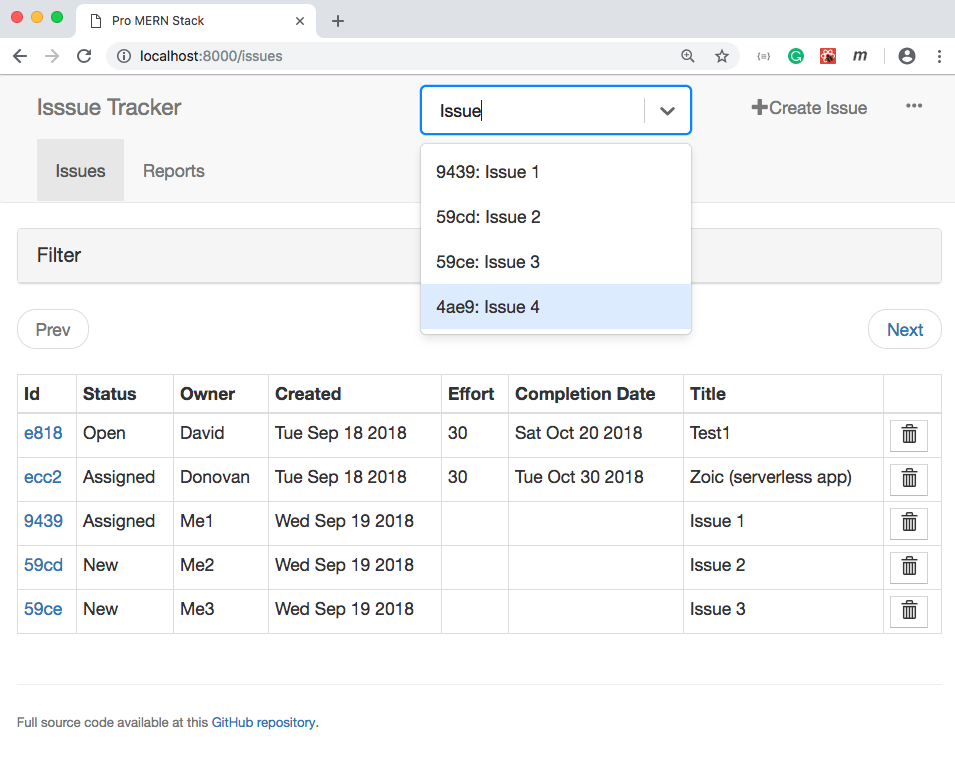 Pro MERN Stack
localhost:8000/issues
Isssue Tracker
Issue
Create Issue
Issues
Reports
9439: Issue 1
59cd: Issue 2
59ce: Issue 3
4ae9: Issue 4
Filter
Prev
Next
Id Status Owner Created Effort Completion Date Title
e818 Open David Tue Sep 18 2018 30 Sat Oct 20 2018 Test1
ecc2 Assigned Donovan Tue Sep 18 2018 30 Tue Oct 30 2018 Zoic (serverless app)
9439 Assigned Me1 Wed Sep 19 2018 Issue 1
59cd New Me2 Wed Sep 19 2018 Issue 2
59ce New Me3 Wed Sep 19 2018 Issue 3
Full source code available at this GitHub repository.